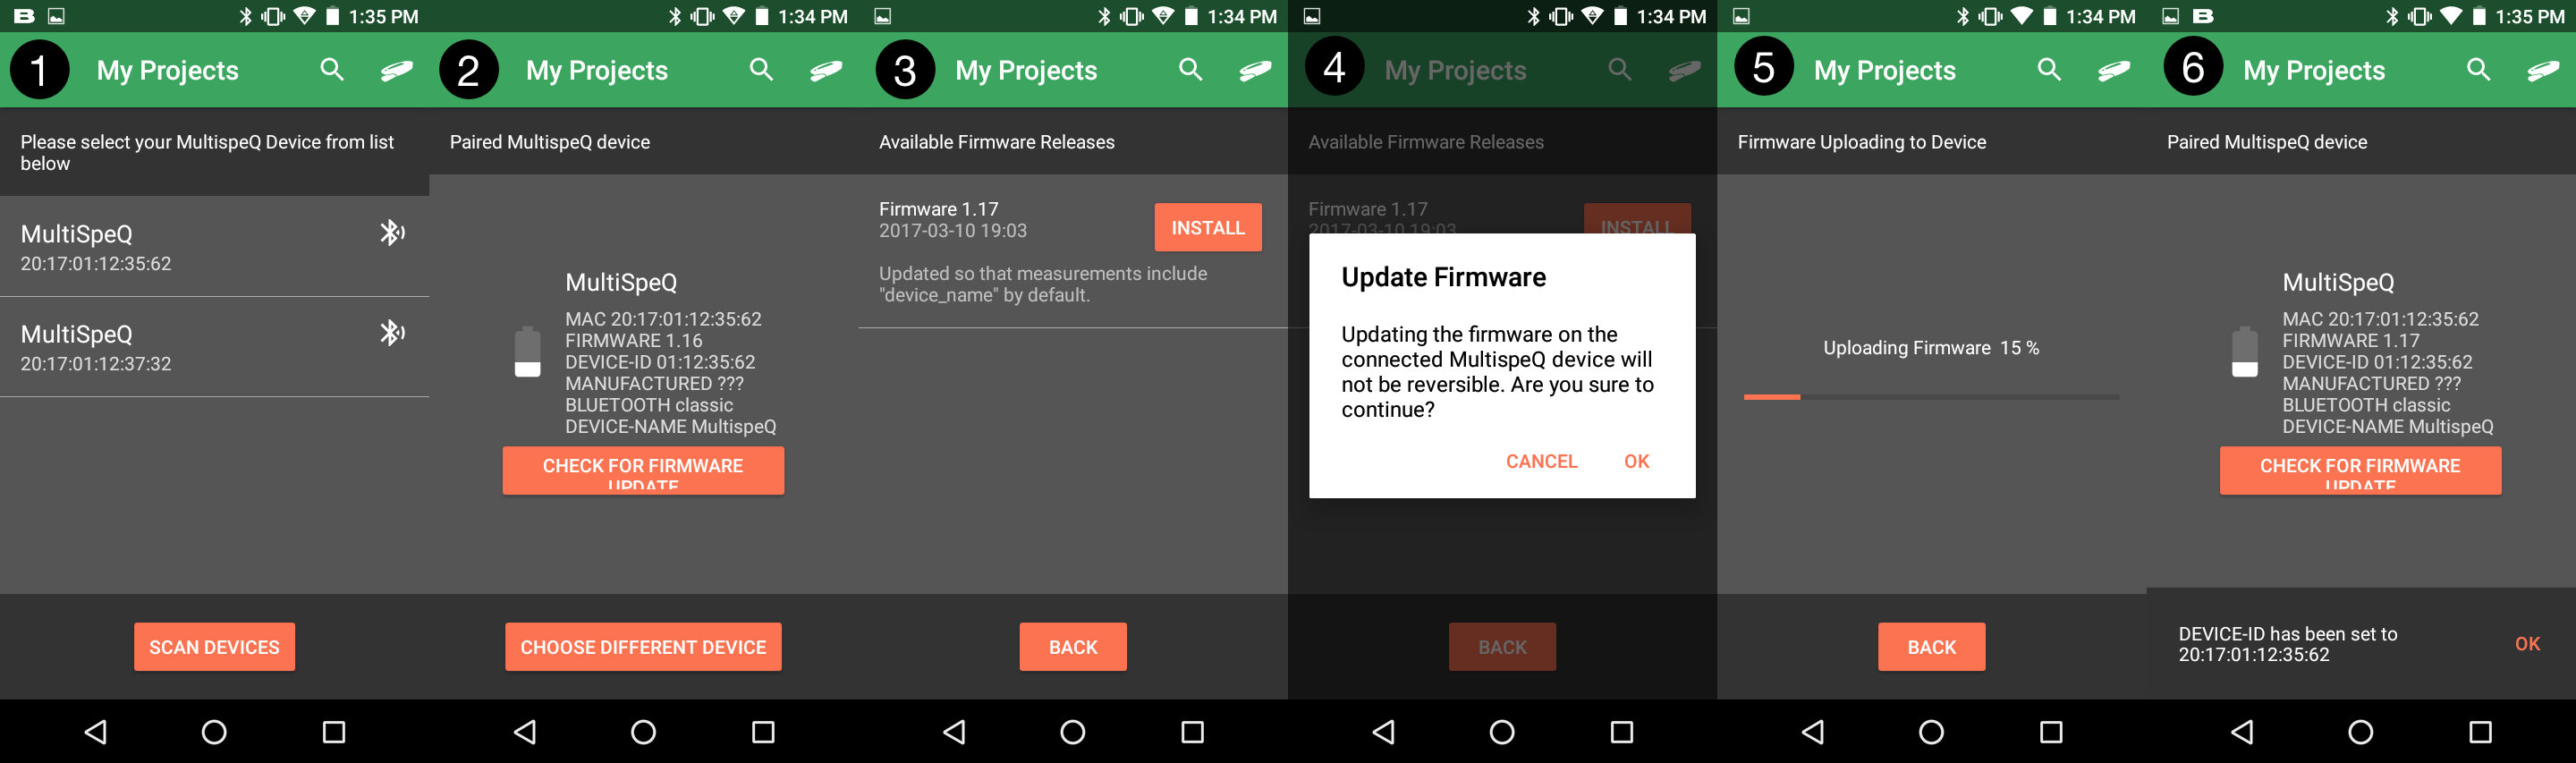 B
1:35 PM
1
My Projects
Please select your MultispeQ Device from list
below
MultiSpeQ
20:17:01:12:35:62
MultiSpeQ
20:17:01:12:37:32
SCAN DEVICES
1:34 PM
2
My Projects
Paired MultispeQ device
MultiSpeQ
MAC 20:17:01:12:35:62
FIRMWARE 1.16
DEVICE-ID 01:12:35:62
MANUFACTURED ???
BLUETOOTH classic
DEVICE-NAME MultispeQ
CHECK FOR FIRMWARE
UPDATE
CHOOSE DIFFERENT DEVICE
1:34 PM
3
My Projects
Available Firmware Releases
Firmware 1.17
2017-03-10 19:03
INSTALL
Updated so that measurements include
"device_name" by default.
BACK
1:34 PM
4
My Projects
Available Firmware Releases
Firmware 1.17
2017-03-10 19:03
INSTALL
Update Firmware
Updating the firmware on the
connected MultispeQ device will
not be reversible. Are you sure to
continue?
CANCEL
OK
BACK
1:34 PM
5
My Projects
Firmware Uploading to Device
Uploading Firmware 15 %
BACK
B
1:35 PM
6
My Projects
Paired MultispeQ device
MultiSpeQ
MAC 20:17:01:12:35:62
FIRMWARE 1.17
DEVICE-ID 01:12:35:62
MANUFACTURED ???
BLUETOOTH classic
DEVICE-NAME MultispeQ
CHECK FOR FIRMWARE
UPDATE
DEVICE-ID has been set to
20:17:01:12:35:62
OK